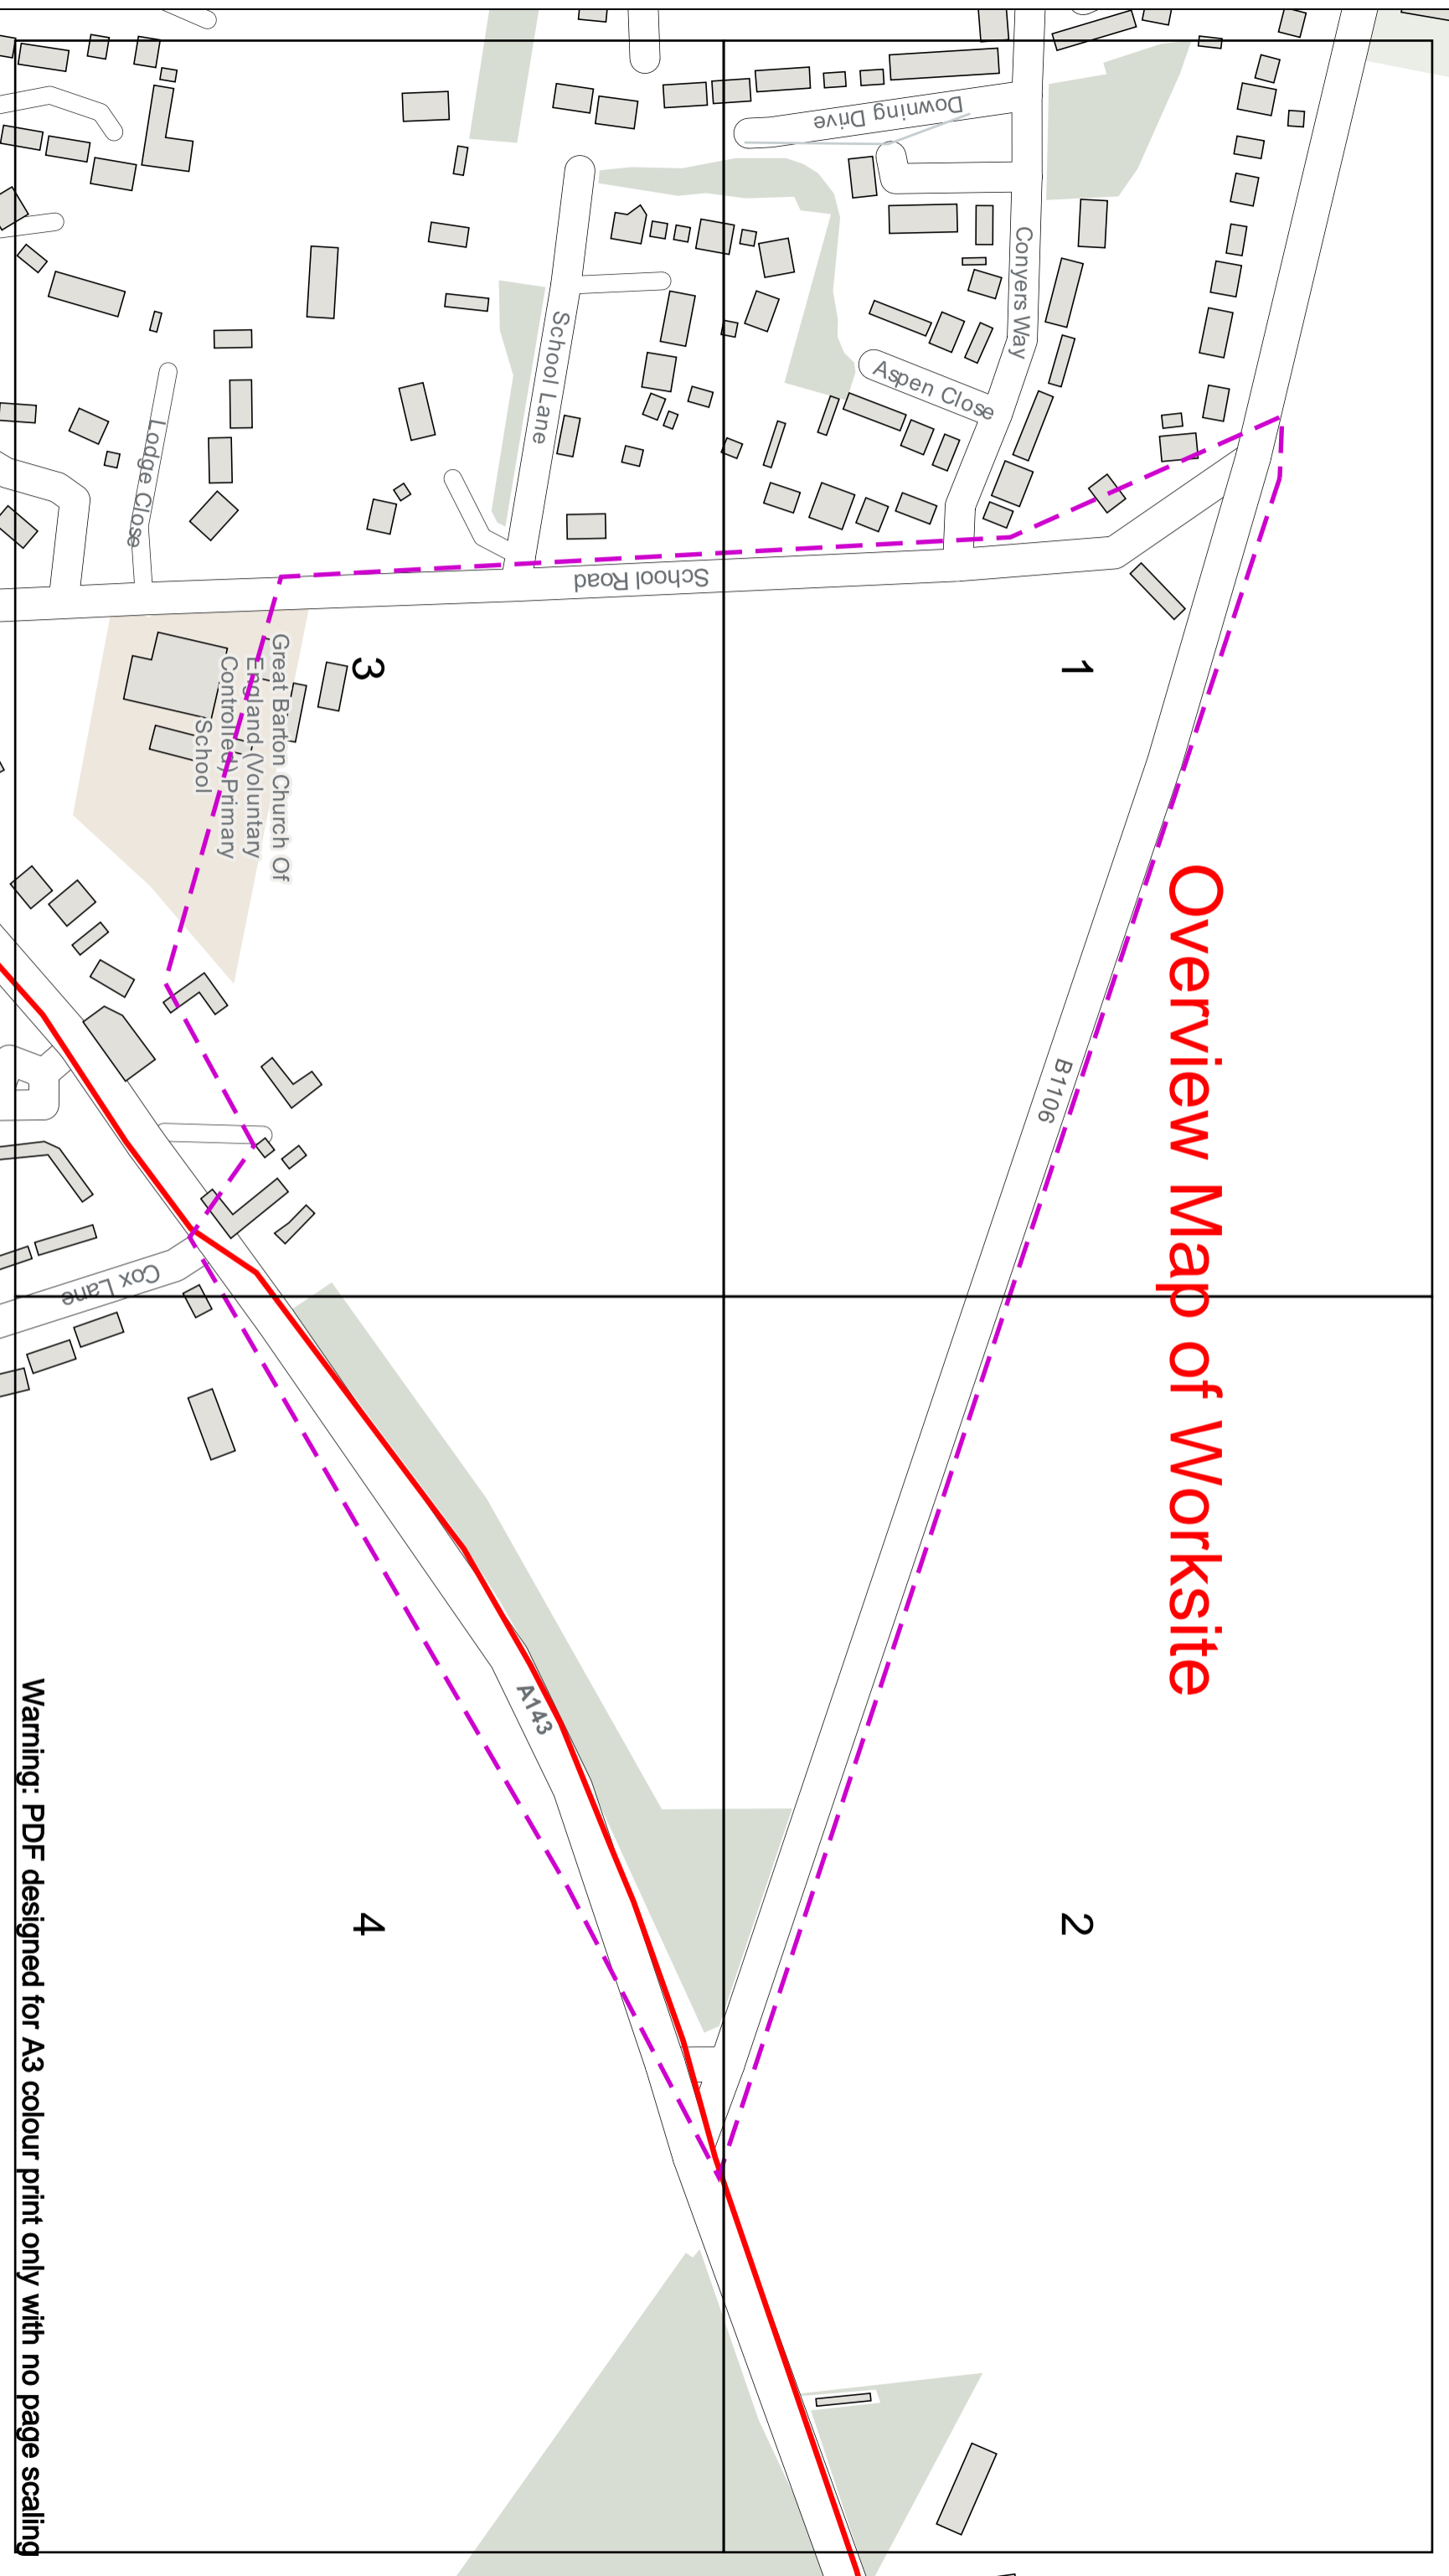 Overview Map of Worksite
Downing Drive
Conyers Way
Aspen Close
School Lane
Lodge Close
School Road
1
2
3
4
B1106
Great Barton Church Of
England (Voluntary
Controlled) Primary
School
Cox Lane
A143
Warning: PDF designed for A3 colour print only with no page scaling